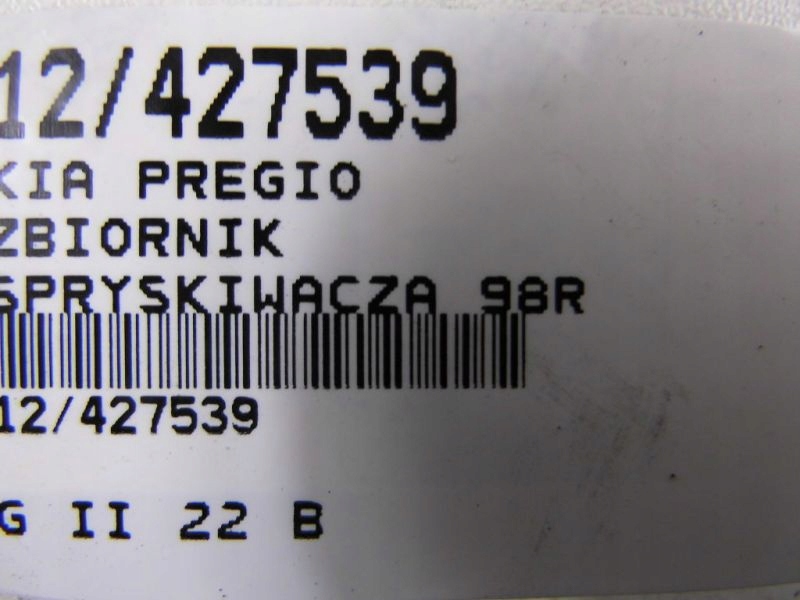 12/427539
KIA PREGIO
ZBIORNIK
SPRYSKIWACZA 98R
12/427539
G II 22 B